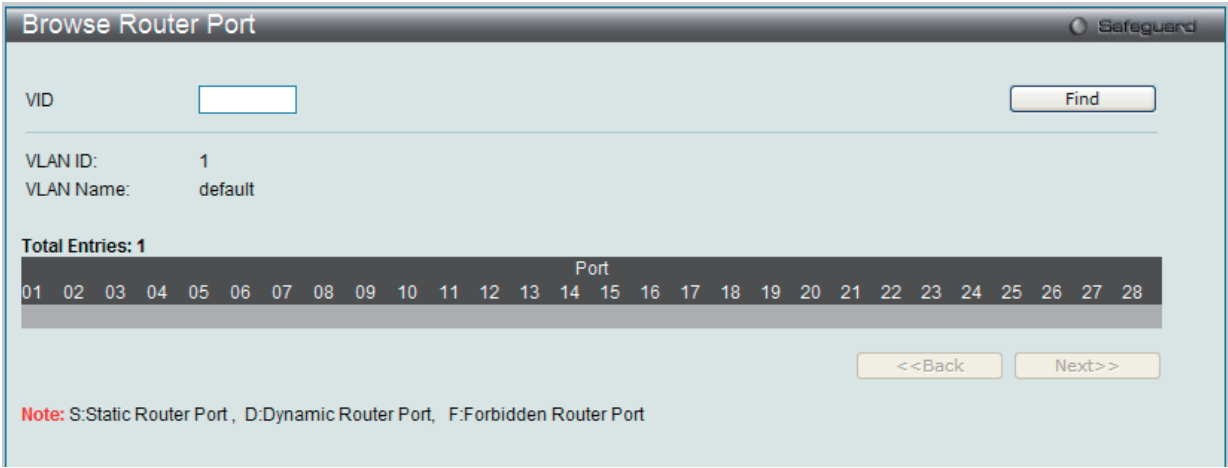 Browse Router Port
Safeguard
VID
Find
VLAN ID: 1
VLAN Name: default
Total Entries: 1
Port
01 02 03 04 05 06 07 08 09 10 11 12 13 14 15 16 17 18 19 20 21 22 23 24 25 26 27 28
<<Back Next>>
Note: S:Static Router Port , D:Dynamic Router Port, F:Forbidden Router Port